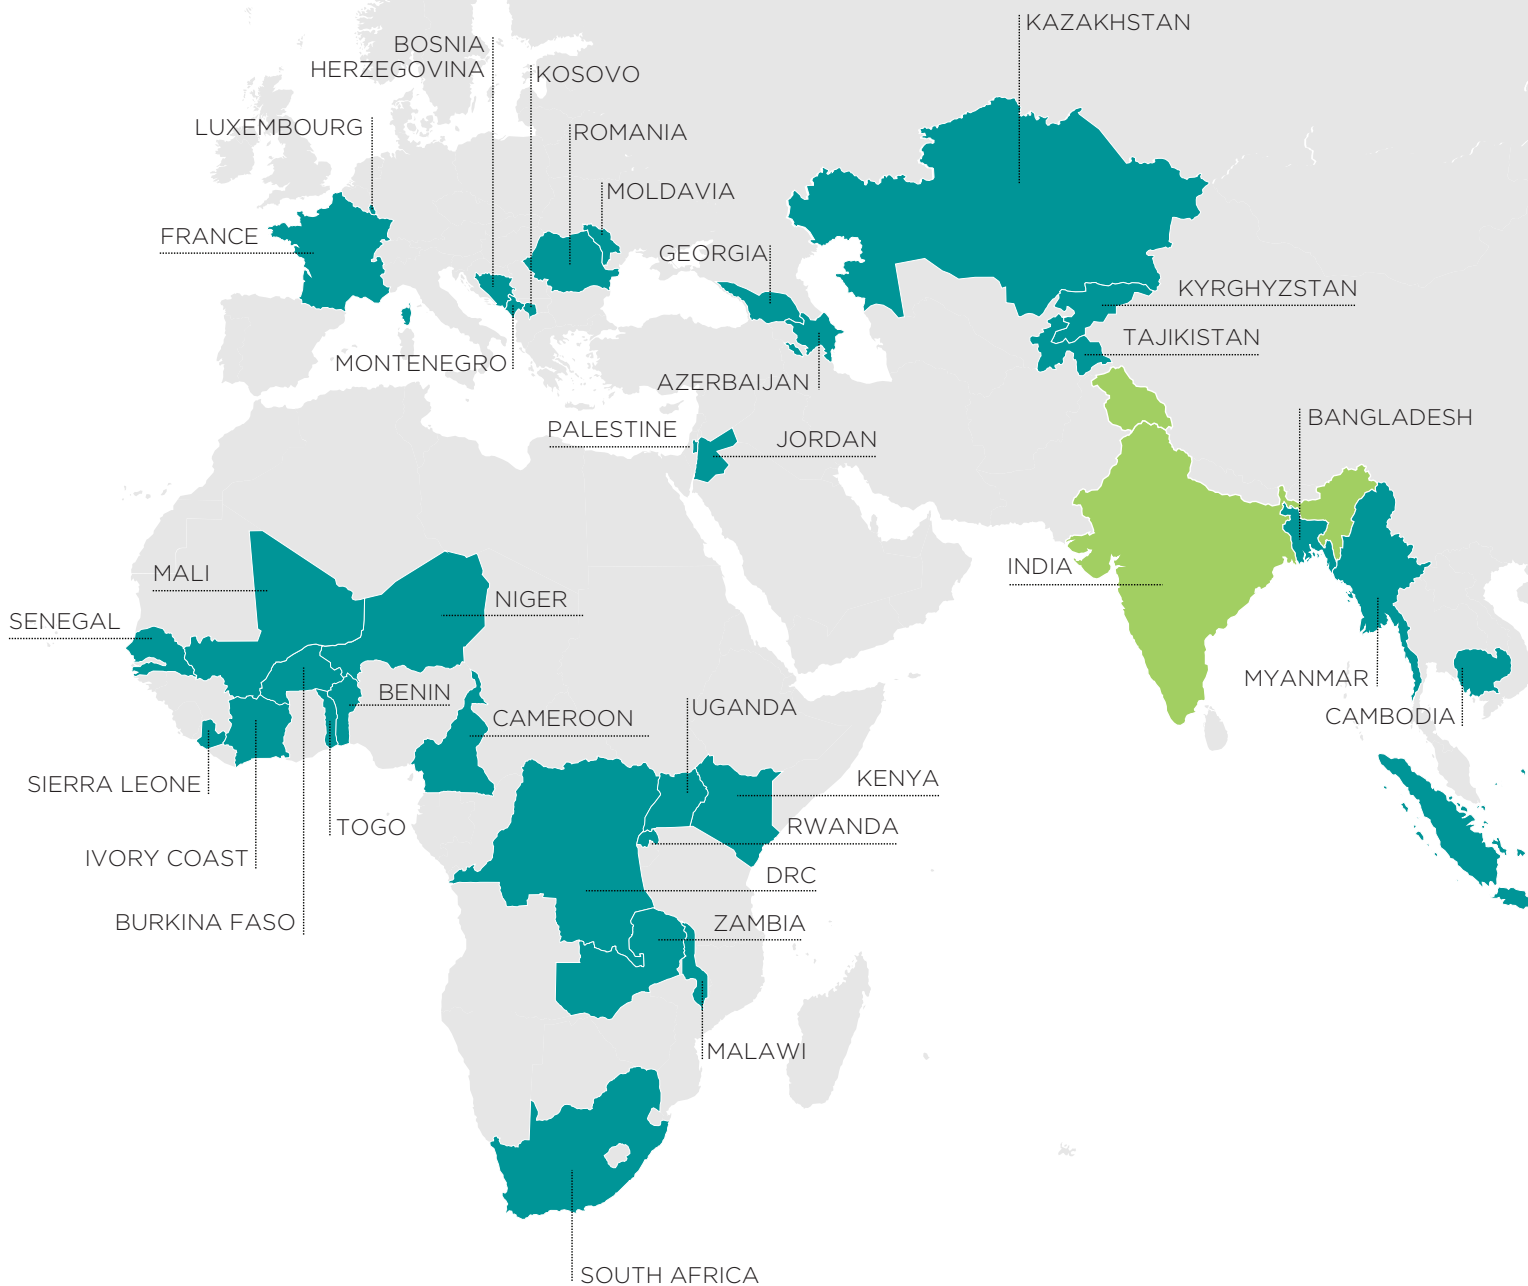 KAZAKHSTAN
BOSNIA
HERZEGOVINA
KOSOVO
LUXEMBOURG
ROMANIA
MOLDAVIA
FRANCE
GEORGIA
KYRGHYZSTAN
TAJIKISTAN
MONTENEGRO
AZERBAIJAN
BANGLADESH
PALESTINE
JORDAN
INDIA
MALI
NIGER
SENEGAL
MYANMAR
BENIN
UGANDA
CAMEROON
CAMBODIA
KENYA
SIERRA LEONE
TOGO
RWANDA
IVORY COAST
DRC
BURKINA FASO
ZAMBIA
MALAWI
SOUTH AFRICA